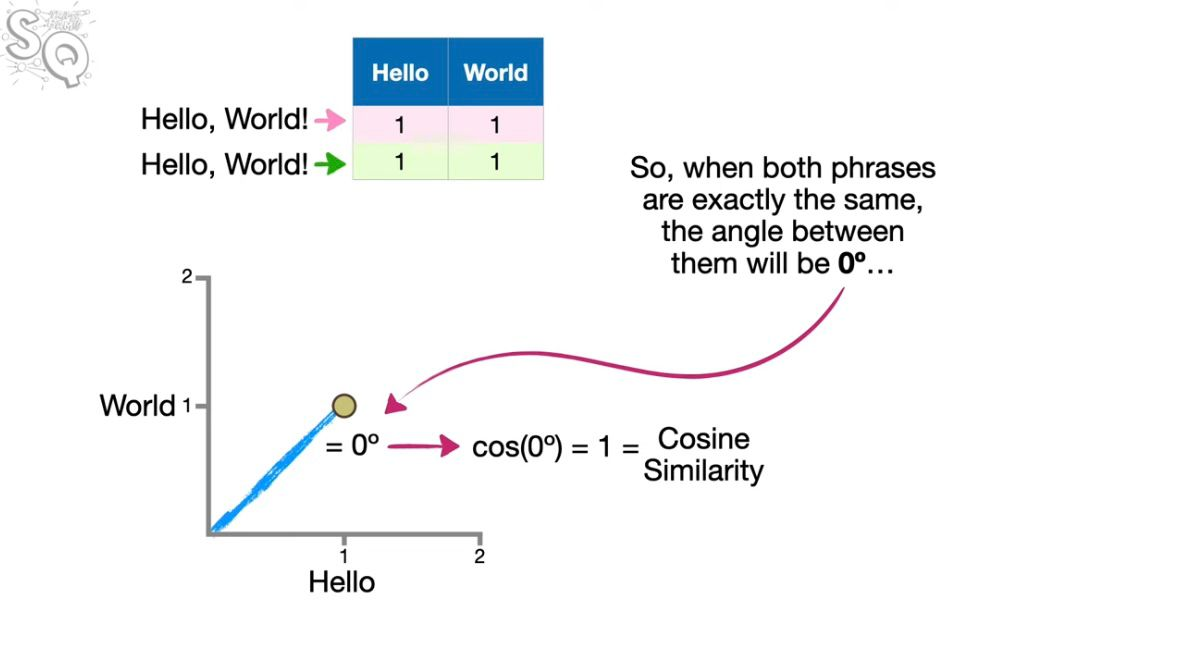 SQ
Hello World
Hello, World! 1 1
Hello, World! 1 1
So, when both phrases
are exactly the same,
the angle between
them will be 0º…
2
World 1
= 0º cos(0º) = 1 = Cosine
Similarity
1 2
Hello